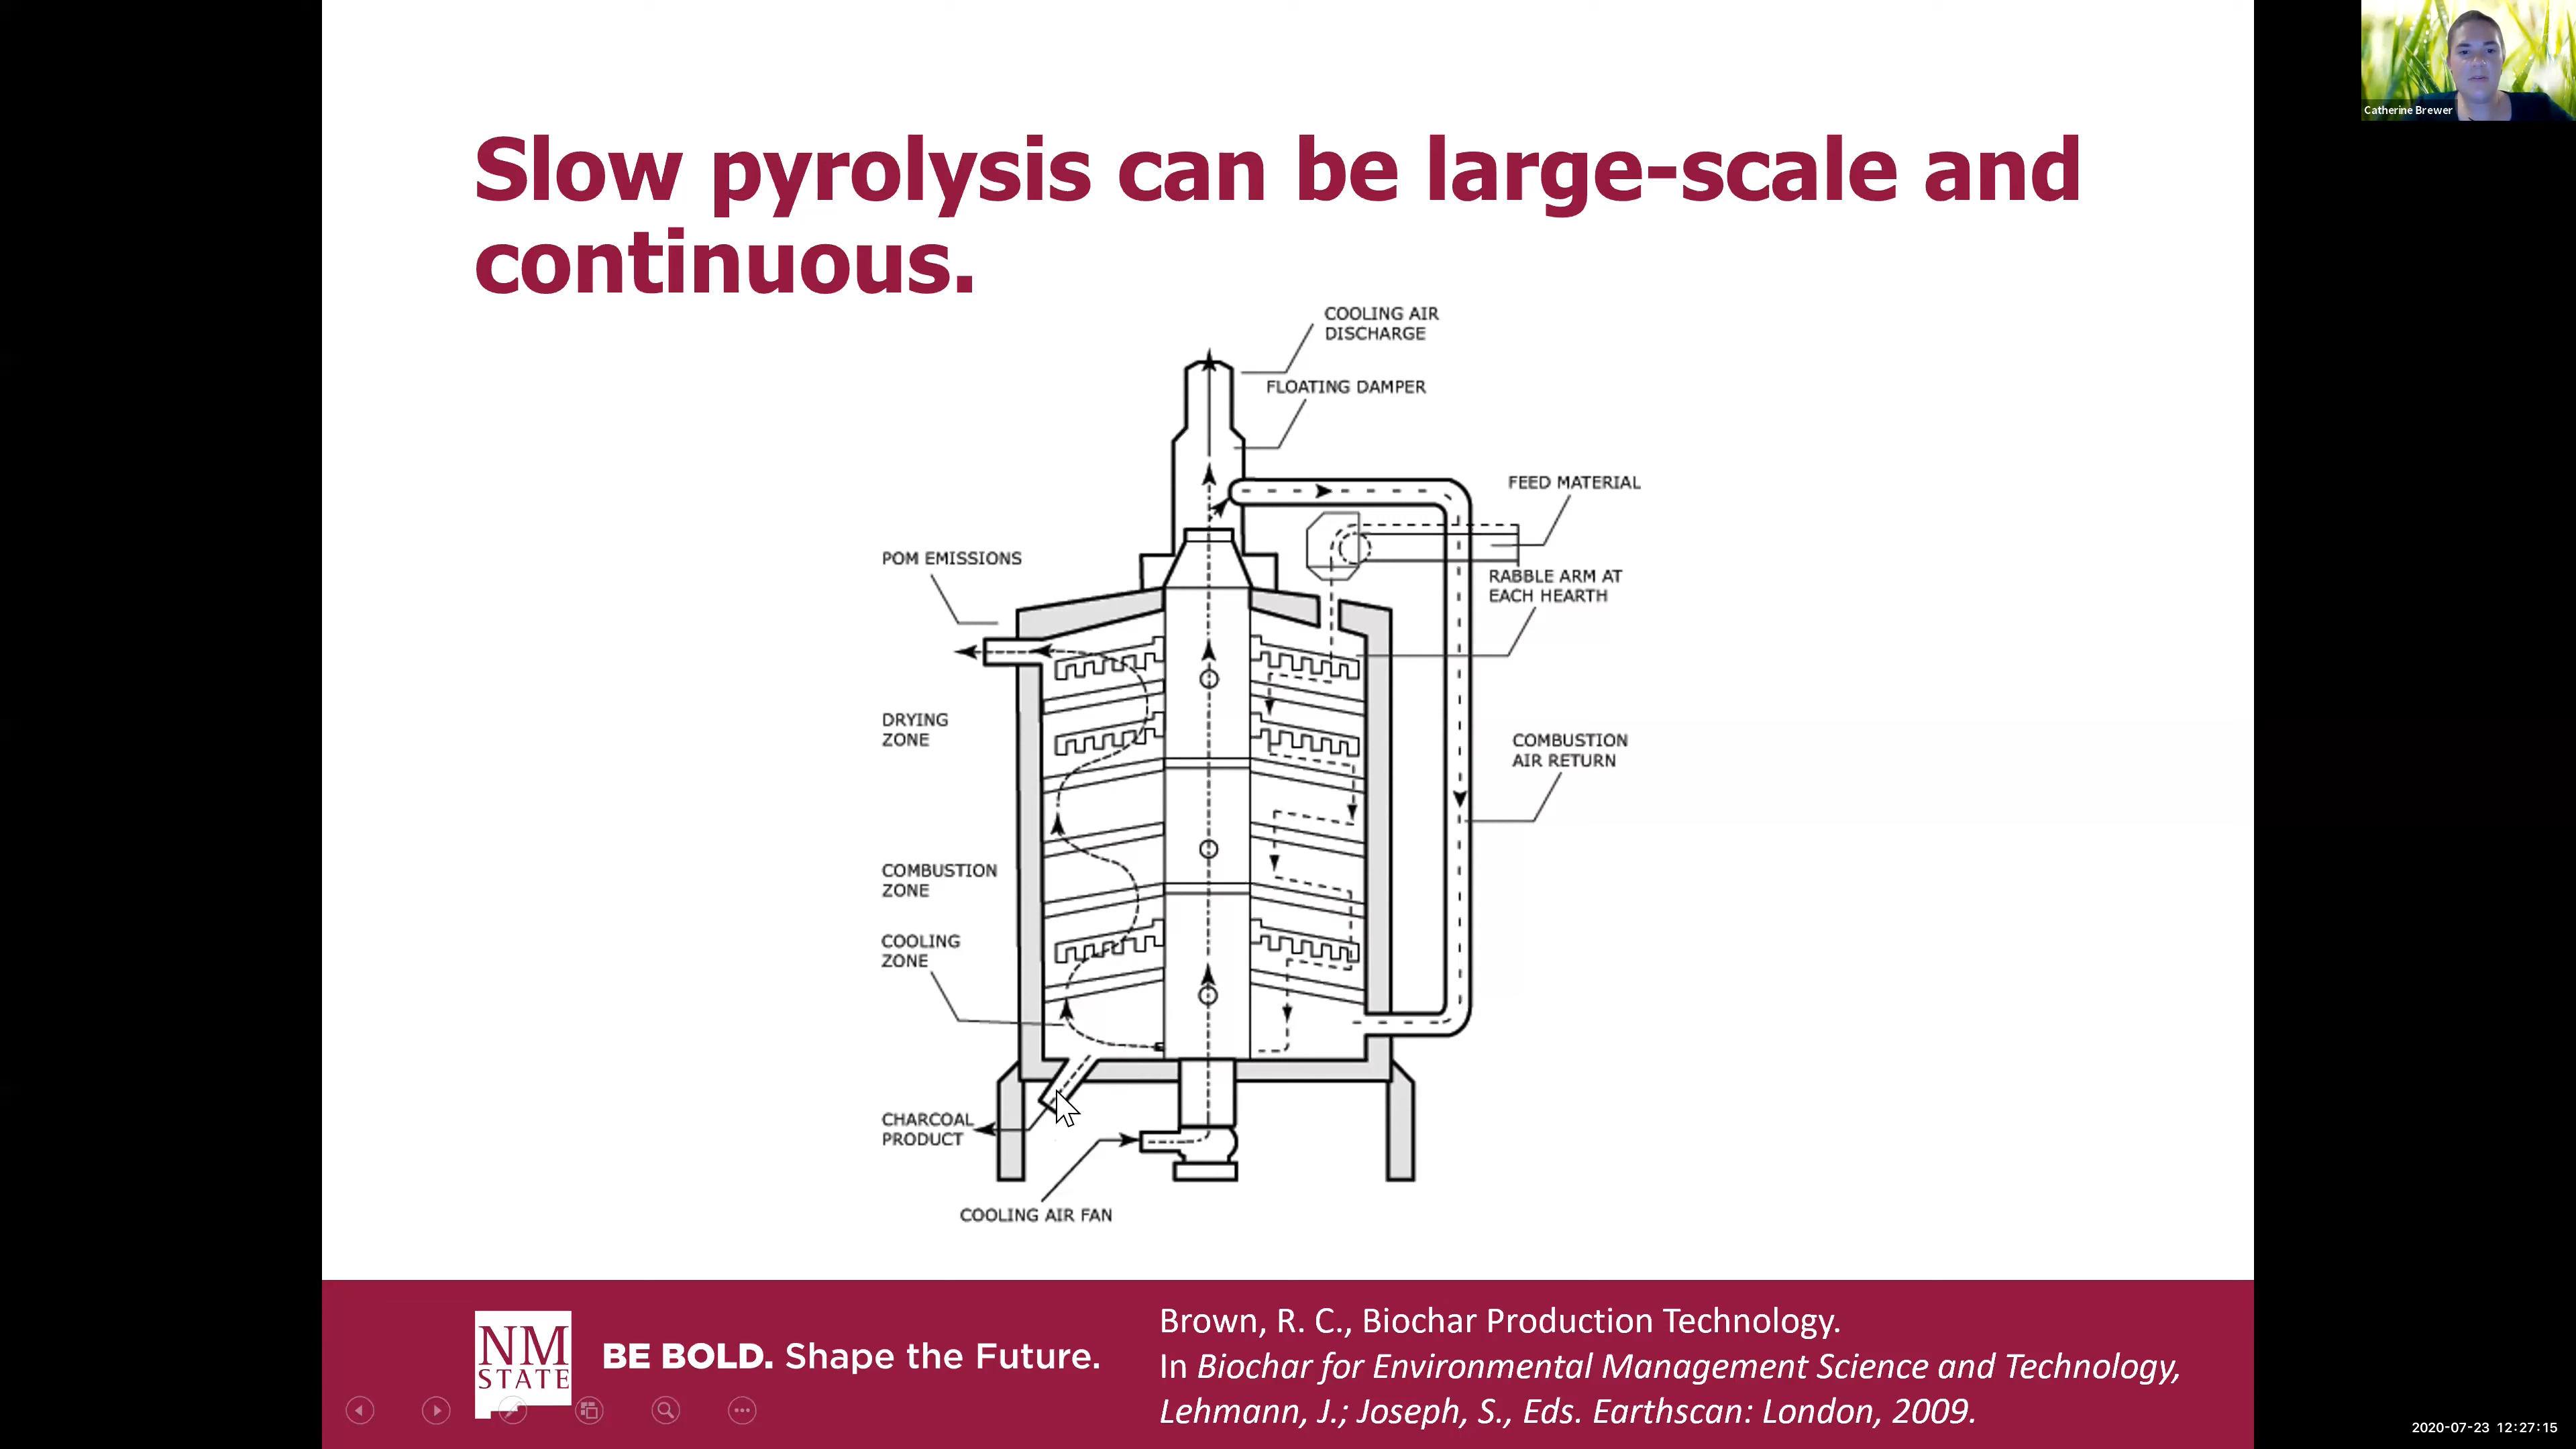 Catherine Brewer
Slow pyrolysis can be large-scale and
continuous.
COOLING AIR
DISCHARGE
FLOATING DAMPER
FEED MATERIAL
POM EMISSIONS
RABBLE ARM AT
EACH HEARTH
DRYING
ZONE
COMBUSTION
AIR RETURN
COMBUSTION
ZONE
COOLING
ZONE
CHARCOAL
PRODUCT
COOLING AIR FAN
NM
STATE
BE BOLD. Shape the Future.
Brown, R. C., Biochar Production Technology.
In Biochar for Environmental Management Science and Technology,
Lehmann, J.; Joseph, S., Eds. Earthscan: London, 2009.
2020-07-23 12:27:15